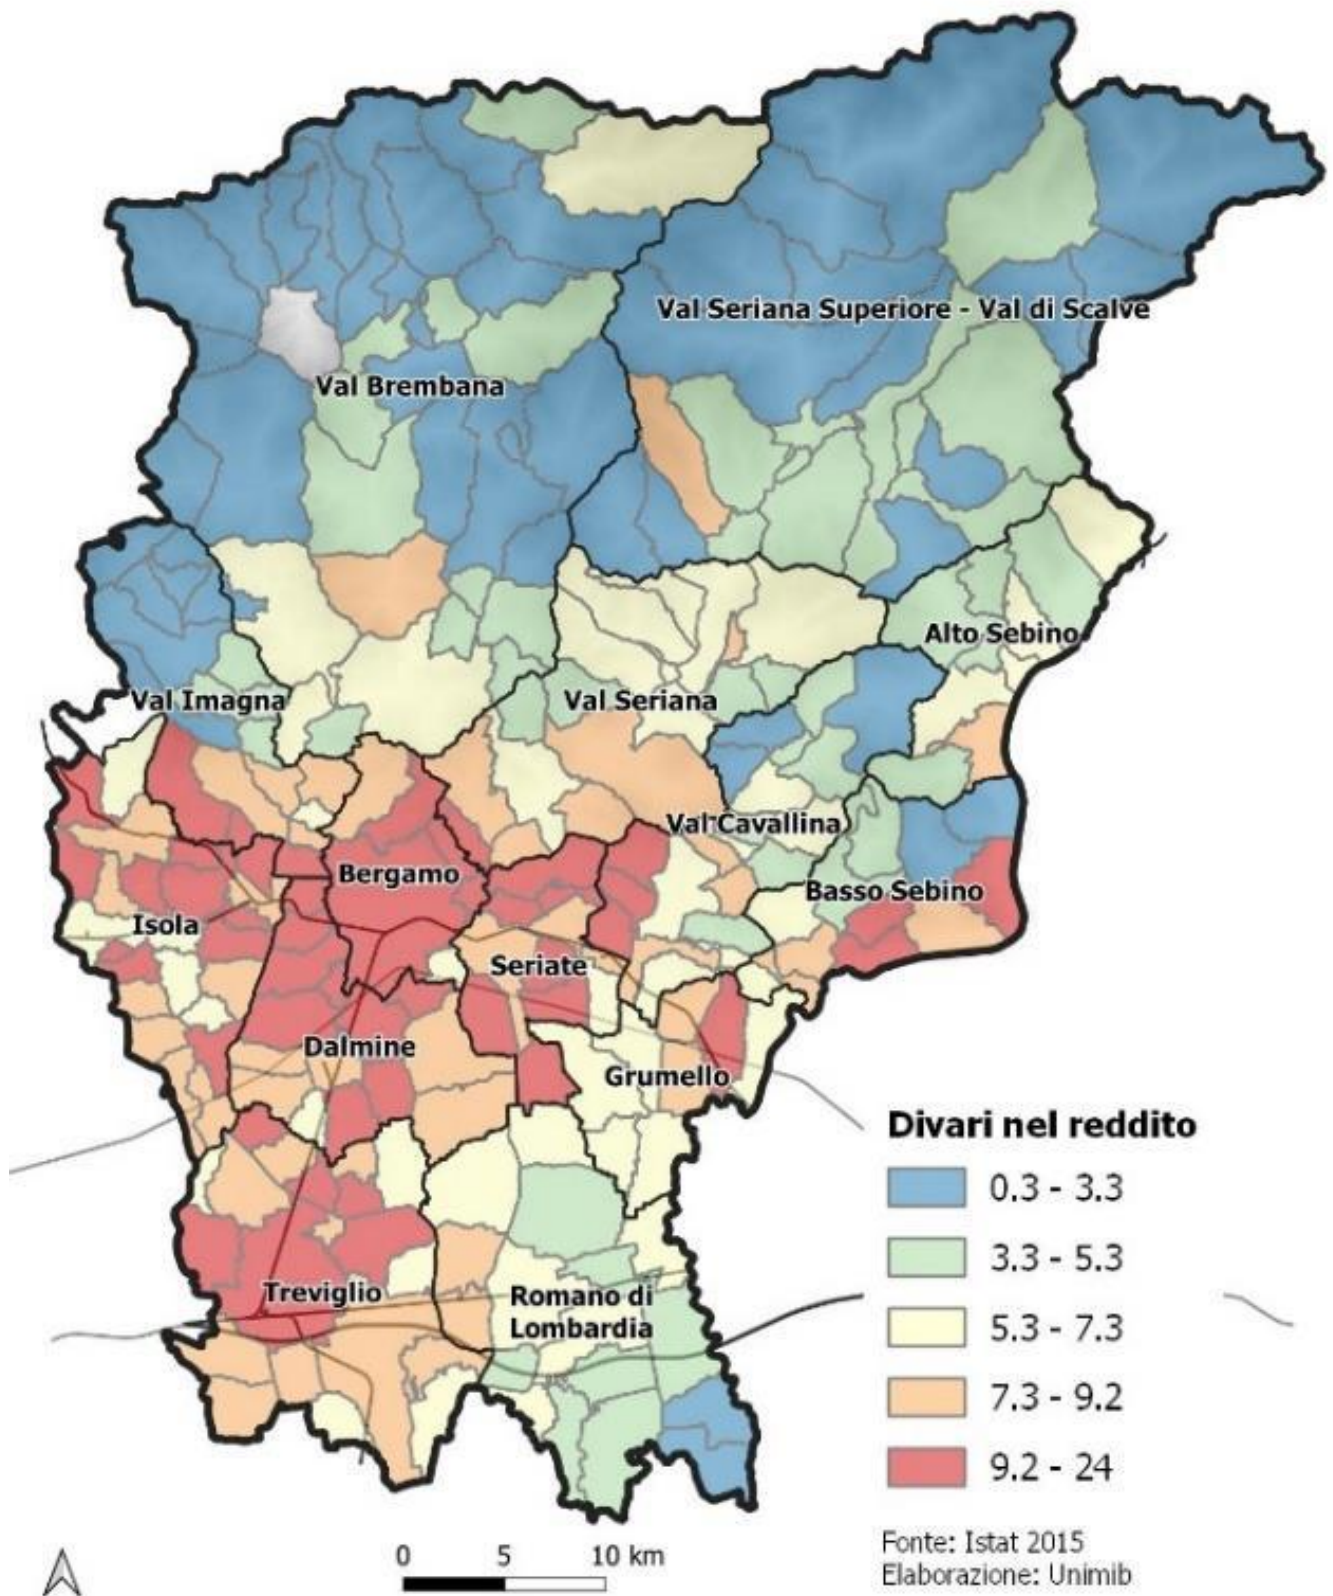 Val Seriana Superiore - Val di Scalve
Val Brembana
Alto Sebino
Val Imagna
Val Seriana
Val Cavallina
Bergamo
Basso Sebino
Isola
Seriate
Dalmine
Grumello
Treviglio
Romano di
Lombardia
Divari nel reddito
0.3 - 3.3
3.3 - 5.3
5.3 - 7.3
7.3 - 9.2
9.2 - 24
Fonte: Istat 2015
Elaborazione: Unimib
0 5 10 km